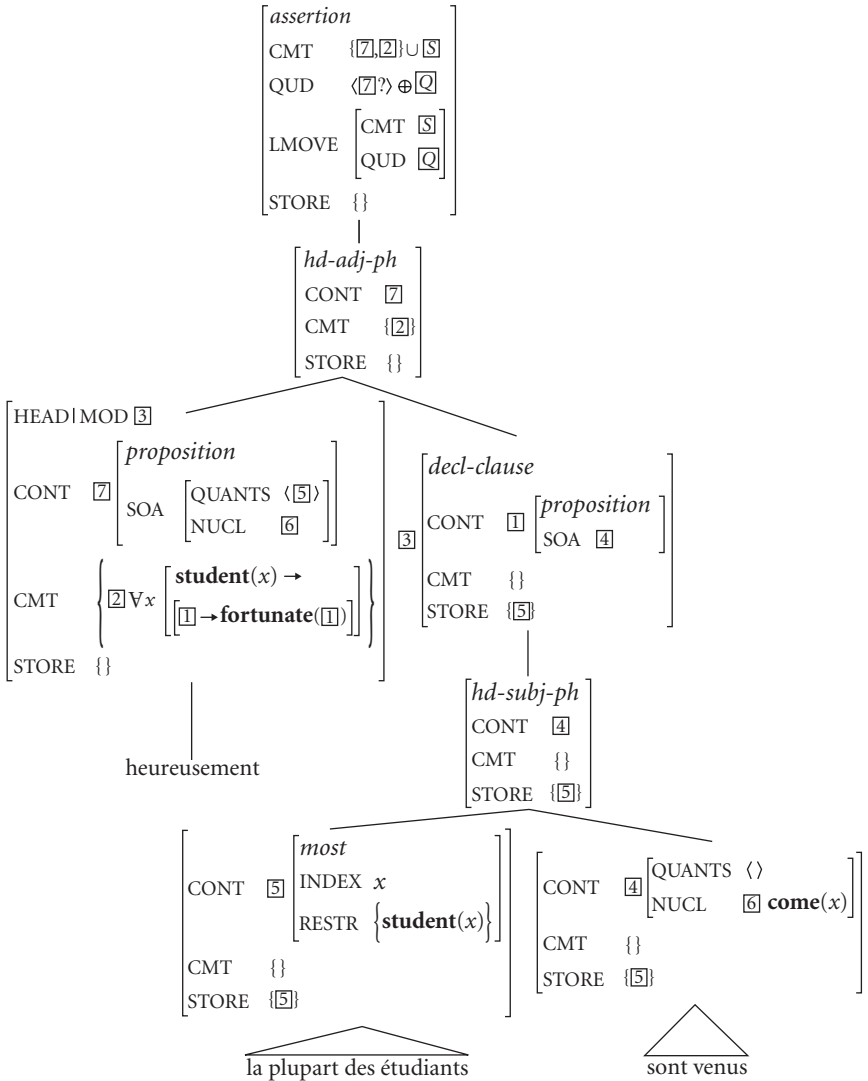 assertion
CMT {7,2}∪ S
QUD ⟨7?⟩ ⊕ Q
LMOVE CMT S
QUD Q
STORE { }
hd-adj-ph
CONT 7
CMT {2}
STORE { }
HEAD|MOD 3
CONT 7 proposition
SOA QUANTS ⟨5⟩
NUCL 6
CMT {2 ∀x [student(x) →
[1 → fortunate(1)]]}
STORE { }
heureusement
3 decl-clause
CONT 1 proposition
SOA 4
CMT { }
STORE {5}
hd-subj-ph
CONT 4
CMT { }
STORE {5}
CONT 5 most
INDEX x
RESTR {student(x)}
CMT { }
STORE {5}
la plupart des étudiants
CONT 4 QUANTS ⟨ ⟩
NUCL 6 come(x)
CMT { }
STORE {5}
sont venus